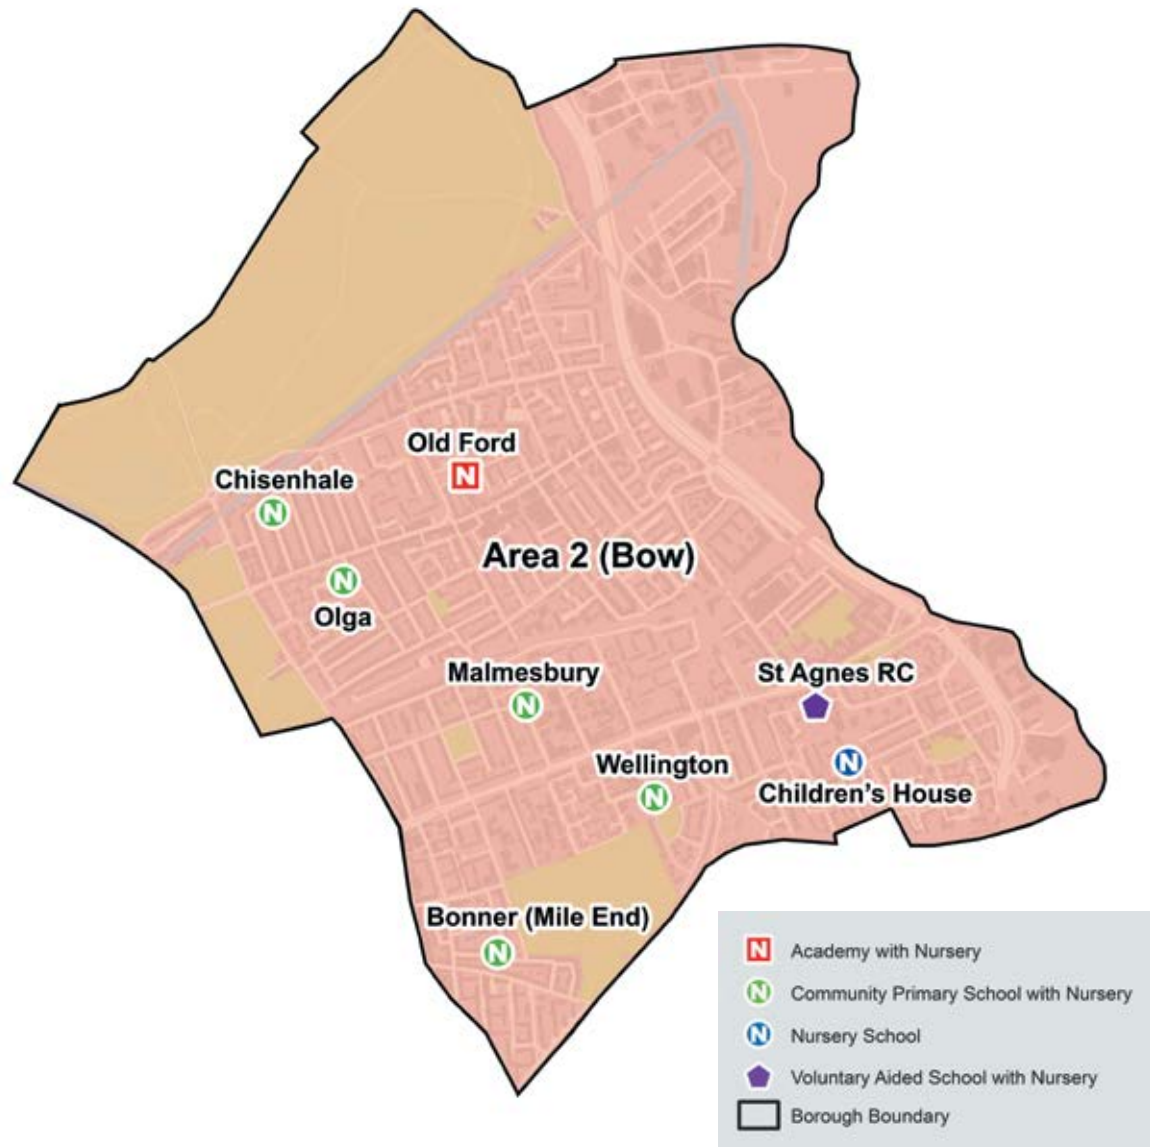 Old Ford
N
Chisenhale
N
Area 2 (Bow)
N
Olga
Malmesbury
N
St Agnes RC
Wellington
N
N
Children's House
Bonner (Mile End)
N
N Academy with Nursery
N Community Primary School with Nursery
N Nursery School
Voluntary Aided School with Nursery
Borough Boundary